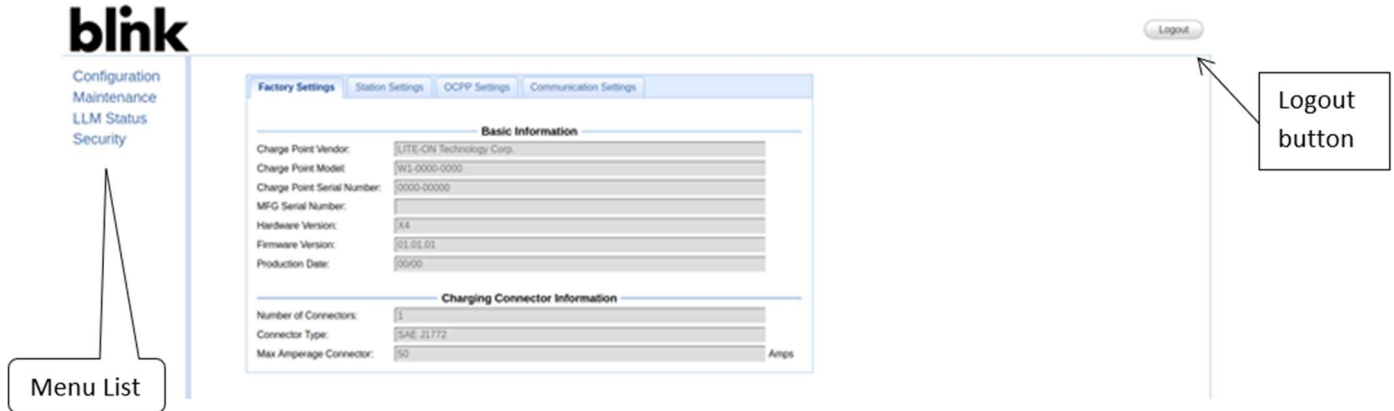 blink
Logout
Configuration
Maintenance
LLM Status
Security
Factory Settings Station Settings OCPP Settings Communication Settings
Basic Information
Charge Point Vendor: LITE-ON Technology Corp.
Charge Point Model: W1-0000-0000
Charge Point Serial Number: 0000-00000
MFG Serial Number:
Hardware Version: X4
Firmware Version: 01.01.01
Production Date: 00/00
Charging Connector Information
Number of Connectors: 1
Connector Type: SAE J1772
Max Amperage Connector: 50 Amps
Logout
button
Menu List